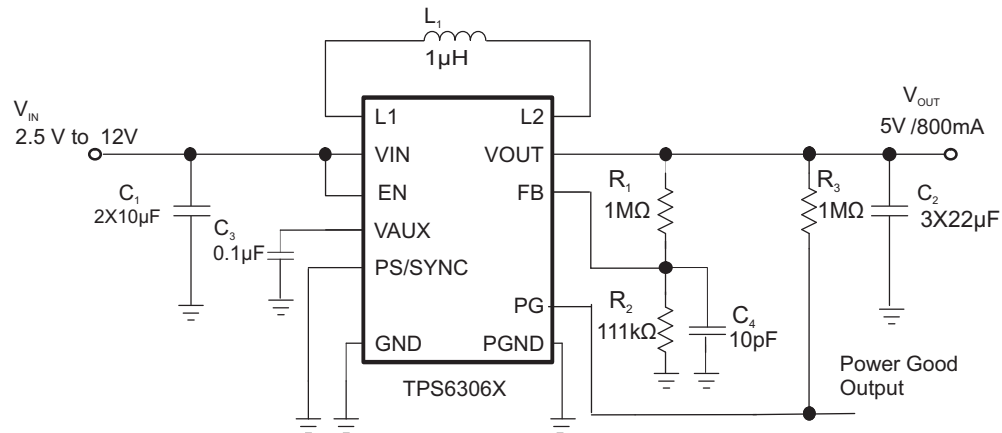 L1
1µH
VIN
2.5 V to 12V
VOUT
5V /800mA
L1
L2
VIN
VOUT
EN
FB
VAUX
PS/SYNC
PG
GND
PGND
TPS6306X
C1
2X10µF
C3
0.1µF
R1
1MΩ
R3
1MΩ
C2
3X22µF
R2
111kΩ
C4
10pF
Power Good
Output